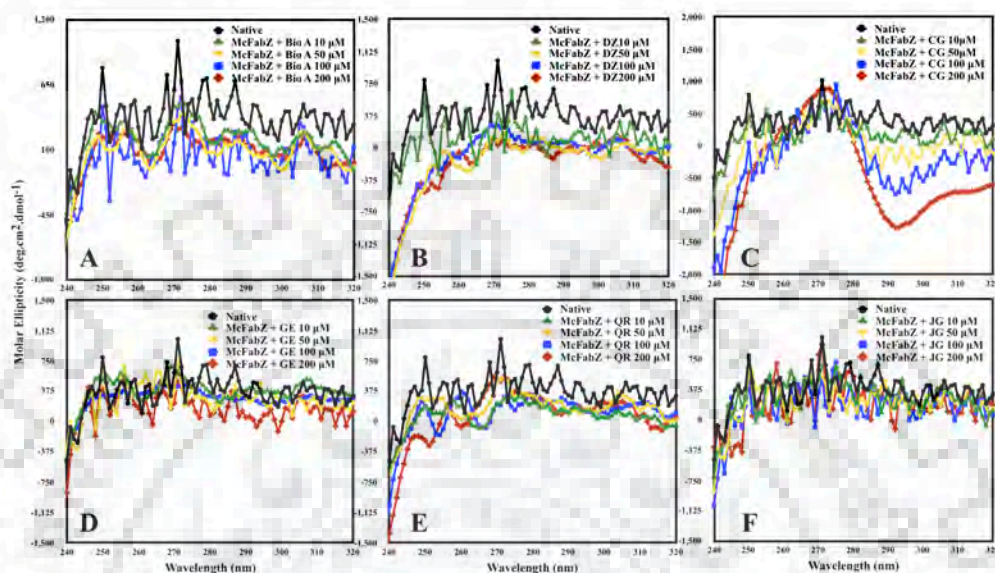 Molar Ellipticity (deg.cm².dmol⁻¹)
1,200
650
100
-450
-1,000
Native
McFabZ + Bio A 10 µM
McFabZ + Bio A 50 µM
McFabZ + Bio A 100 µM
McFabZ + Bio A 200 µM
A
240 250 260 270 280 290 300 310 320
1,500
1,125
750
375
0
-375
-750
-1,125
-1,500
Native
McFabZ + DZ10 µM
McFabZ + DZ50 µM
McFabZ + DZ100 µM
McFabZ + DZ200 µM
B
240 250 260 270 280 290 300 310 320
2,000
1,500
1,000
500
0
-500
-1,000
-1,500
-2,000
Native
McFabZ + CG 10µM
McFabZ + CG 50µM
McFabZ + CG 100 µM
McFabZ + CG 200 µM
C
240 250 260 270 280 290 300 310 320
1,500
1,125
750
375
0
-375
-750
-1,125
-1,500
Native
McFabZ + GE 10 µM
McFabZ + GE 50 µM
McFabZ + GE 100 µM
McFabZ + GE 200 µM
D
240 250 260 270 280 290 300 310 320
Wavelength (nm)
1,500
1,125
750
375
0
-375
-750
-1,125
-1,500
Native
McFabZ + QR 10 µM
McFabZ + QR 50 µM
McFabZ + QR 100 µM
McFabZ + QR 200 µM
E
240 250 260 270 280 290 300 310 320
Wavelength (nm)
1,500
1,125
750
375
0
-375
-750
-1,125
-1,500
Native
McFabZ + JG 10 µM
McFabZ + JG 50 µM
McFabZ + JG 100 µM
McFabZ + JG 200 µM
F
240 250 260 270 280 290 300 310 320
Wavelength (nm)